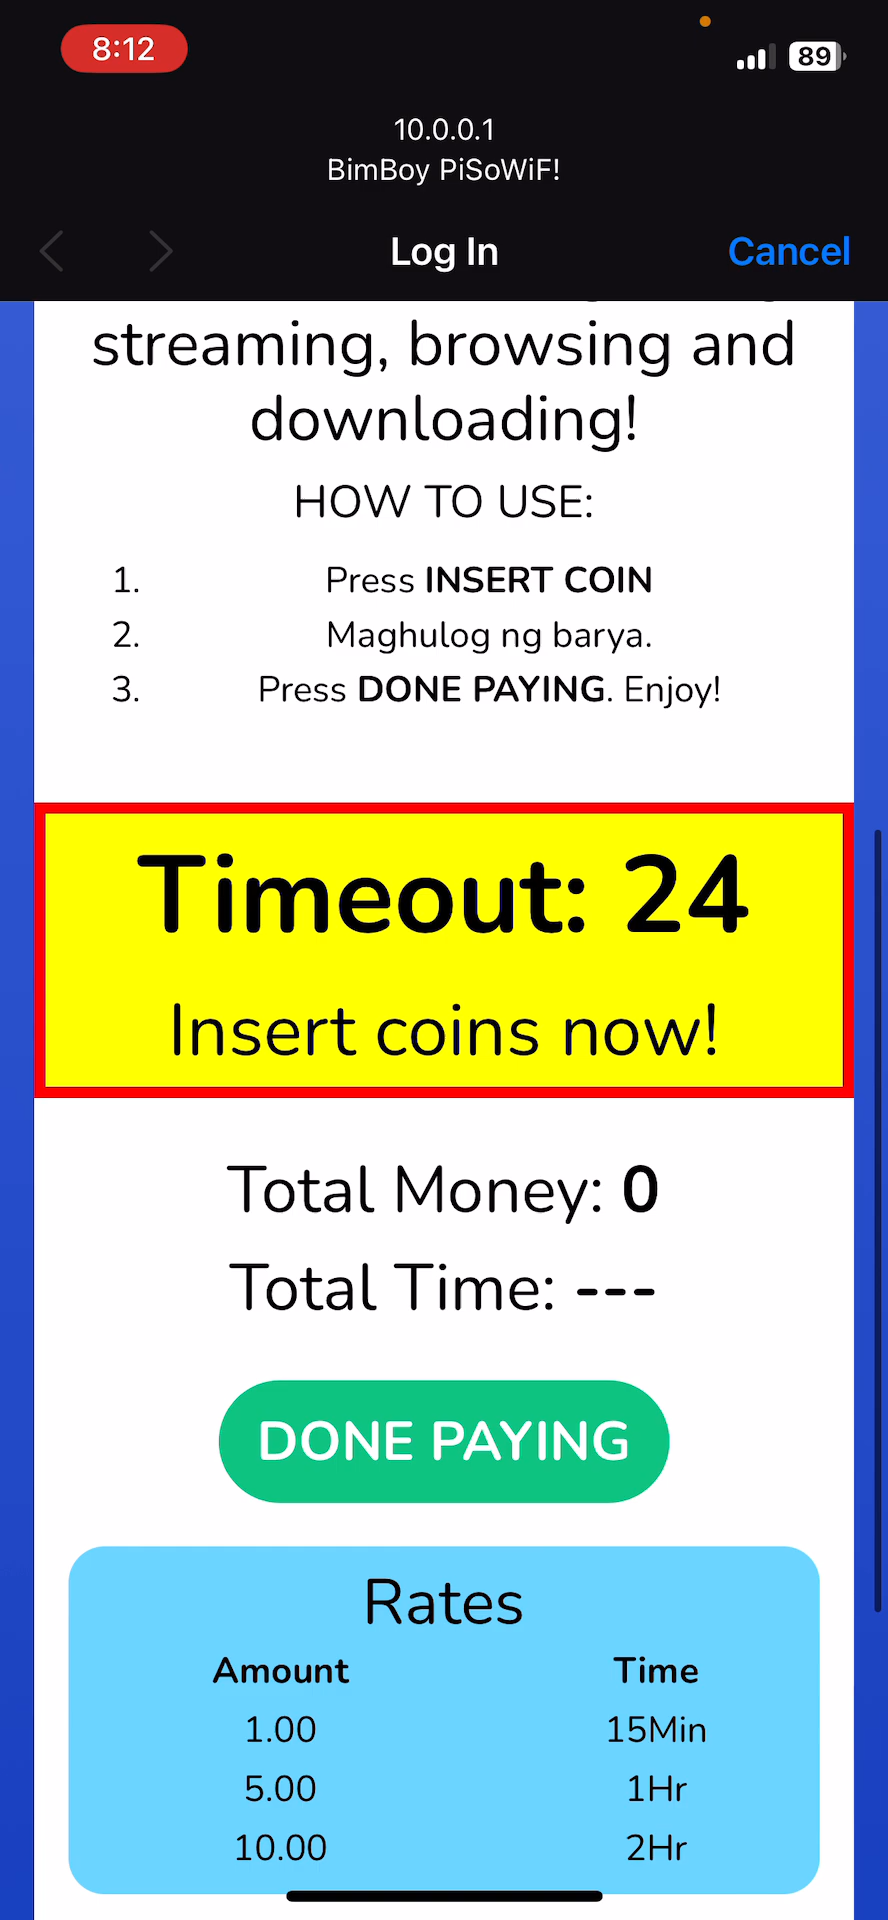 8:12
89
10.0.0.1
BimBoy PiSoWiF!
Log In
Cancel
streaming, browsing and
downloading!
HOW TO USE:
1. Press INSERT COIN
2. Maghulog ng barya.
3. Press DONE PAYING. Enjoy!
Timeout: 24
Insert coins now!
Total Money: 0
Total Time: ---
DONE PAYING
Rates
Amount Time
1.00 15Min
5.00 1Hr
10.00 2Hr